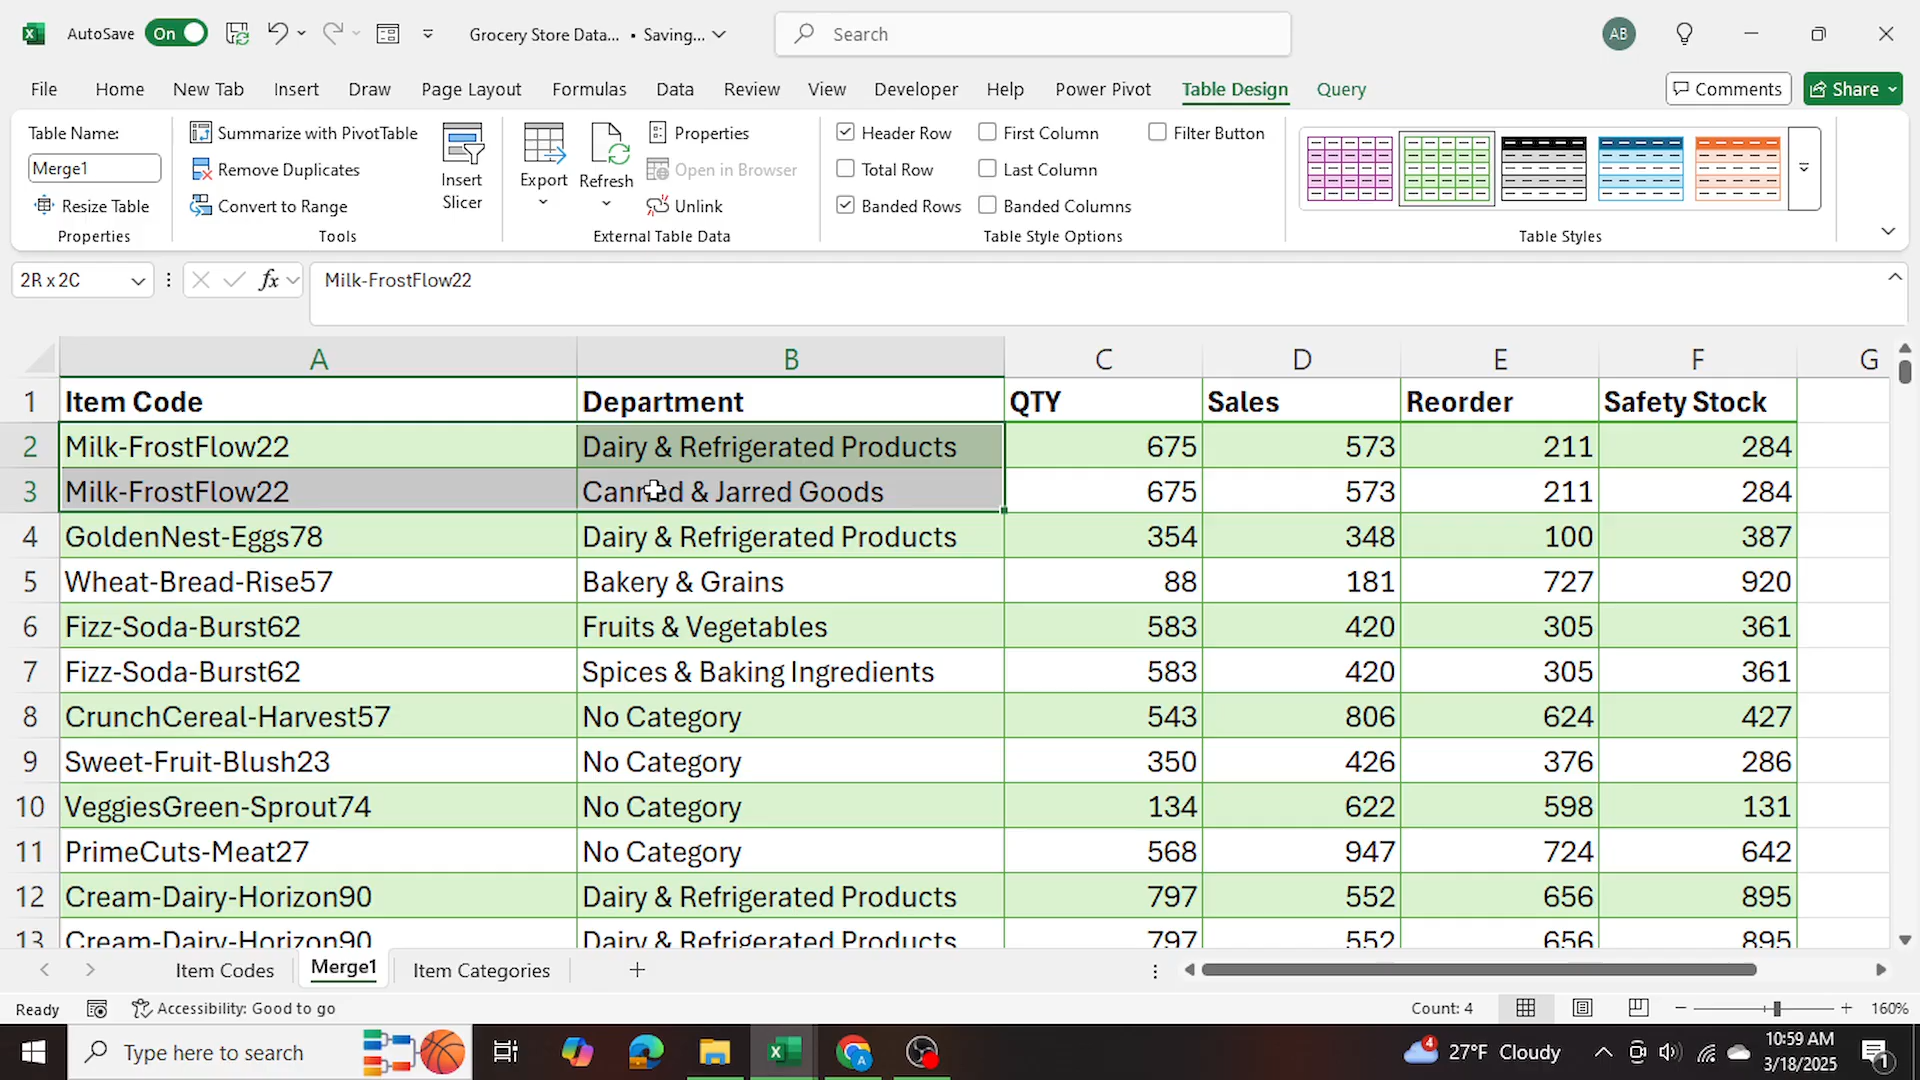 AutoSave On Grocery Store Data... • Saving... Search AB
File Home New Tab Insert Draw Page Layout Formulas Data Review View Developer Help Power Pivot Table Design Query Comments Share
Table Name: Summarize with PivotTable Properties Header Row First Column Filter Button
Merge1 Remove Duplicates Insert Slicer Export Refresh Open in Browser Total Row Last Column
Resize Table Convert to Range Unlink Banded Rows Banded Columns
Properties Tools External Table Data Table Style Options Table Styles
2R x 2C fx Milk-FrostFlow22
A B C D E F G
1 Item Code Department QTY Sales Reorder Safety Stock
2 Milk-FrostFlow22 Dairy & Refrigerated Products 675 573 211 284
3 Milk-FrostFlow22 Canned & Jarred Goods 675 573 211 284
4 GoldenNest-Eggs78 Dairy & Refrigerated Products 354 348 100 387
5 Wheat-Bread-Rise57 Bakery & Grains 88 181 727 920
6 Fizz-Soda-Burst62 Fruits & Vegetables 583 420 305 361
7 Fizz-Soda-Burst62 Spices & Baking Ingredients 583 420 305 361
8 CrunchCereal-Harvest57 No Category 543 806 624 427
9 Sweet-Fruit-Blush23 No Category 350 426 376 286
10 VeggiesGreen-Sprout74 No Category 134 622 598 131
11 PrimeCuts-Meat27 No Category 568 947 724 642
12 Cream-Dairy-Horizon90 Dairy & Refrigerated Products 797 552 656 895
13 Cream-Dairy-Horizon90 Dairy & Refrigerated Products 797 552 656 895
Item Codes Merge1 Item Categories
Ready Accessibility: Good to go Count: 4 160%
Type here to search 4 27°F Cloudy 10:59 AM
3/18/2025 1